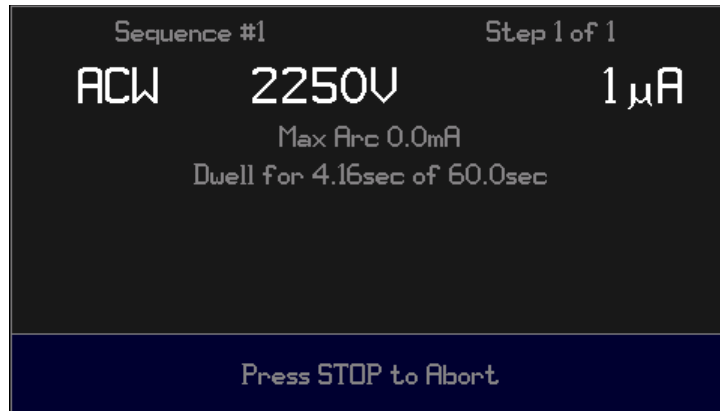 Sequence #1 Step 1 of 1
ACW 2250V 1µA
Max Arc 0.0mA
Dwell for 4.16sec of 60.0sec
Press STOP to Abort